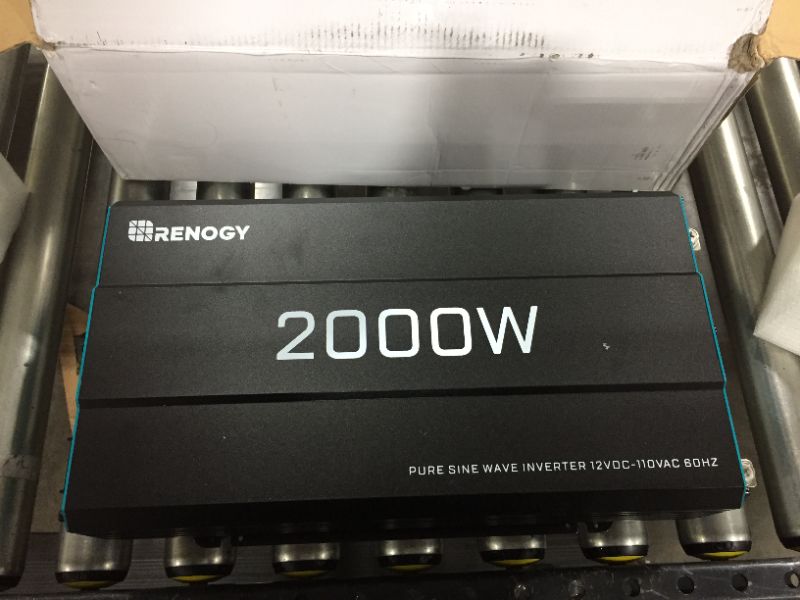 RENOGY
2000W
PURE SINE WAVE INVERTER 12VDC-110VAC 60HZ